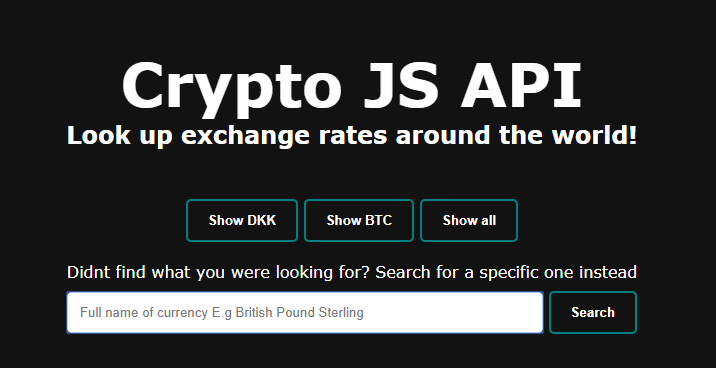 Crypto JS API
Look up exchange rates around the world!
Show DKK Show BTC Show all
Didnt find what you were looking for? Search for a specific one instead
Full name of currency E.g British Pound Sterling Search